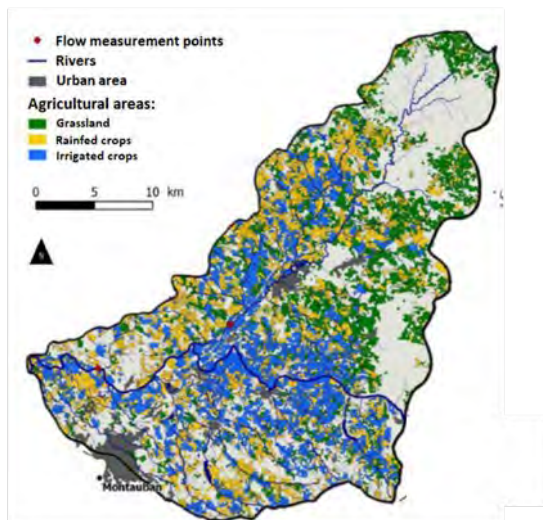 Flow measurement points
Rivers
Urban area
Agricultural areas:
Grassland
Rainfed crops
Irrigated crops
0 5 10 km
Montauban